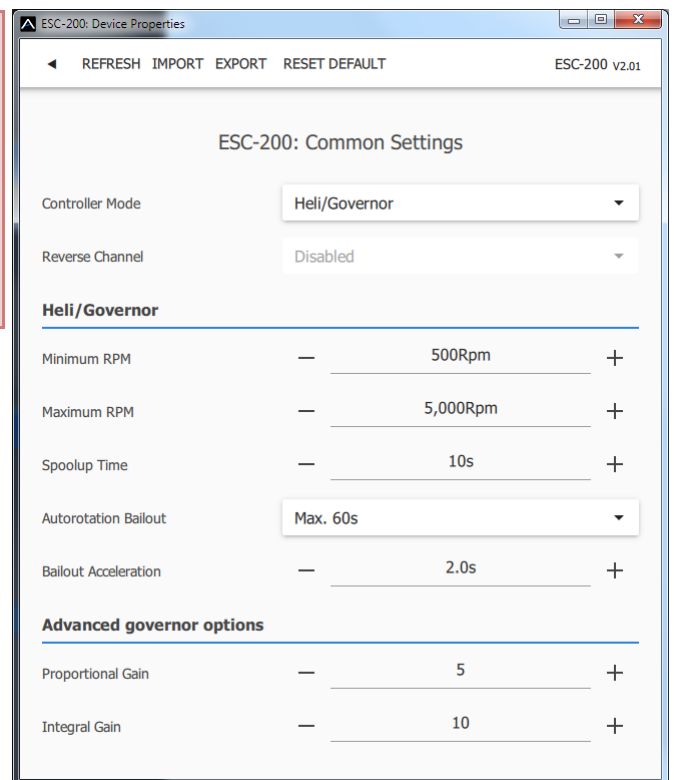 ESC-200: Device Properties
REFRESH IMPORT EXPORT RESET DEFAULT ESC-200 V2.01
ESC-200: Common Settings
Controller Mode Heli/Governor
Reverse Channel Disabled
Heli/Governor
Minimum RPM 500Rpm
Maximum RPM 5,000Rpm
Spoolup Time 10s
Autorotation Bailout Max. 60s
Bailout Acceleration 2.0s
Advanced governor options
Proportional Gain 5
Integral Gain 10